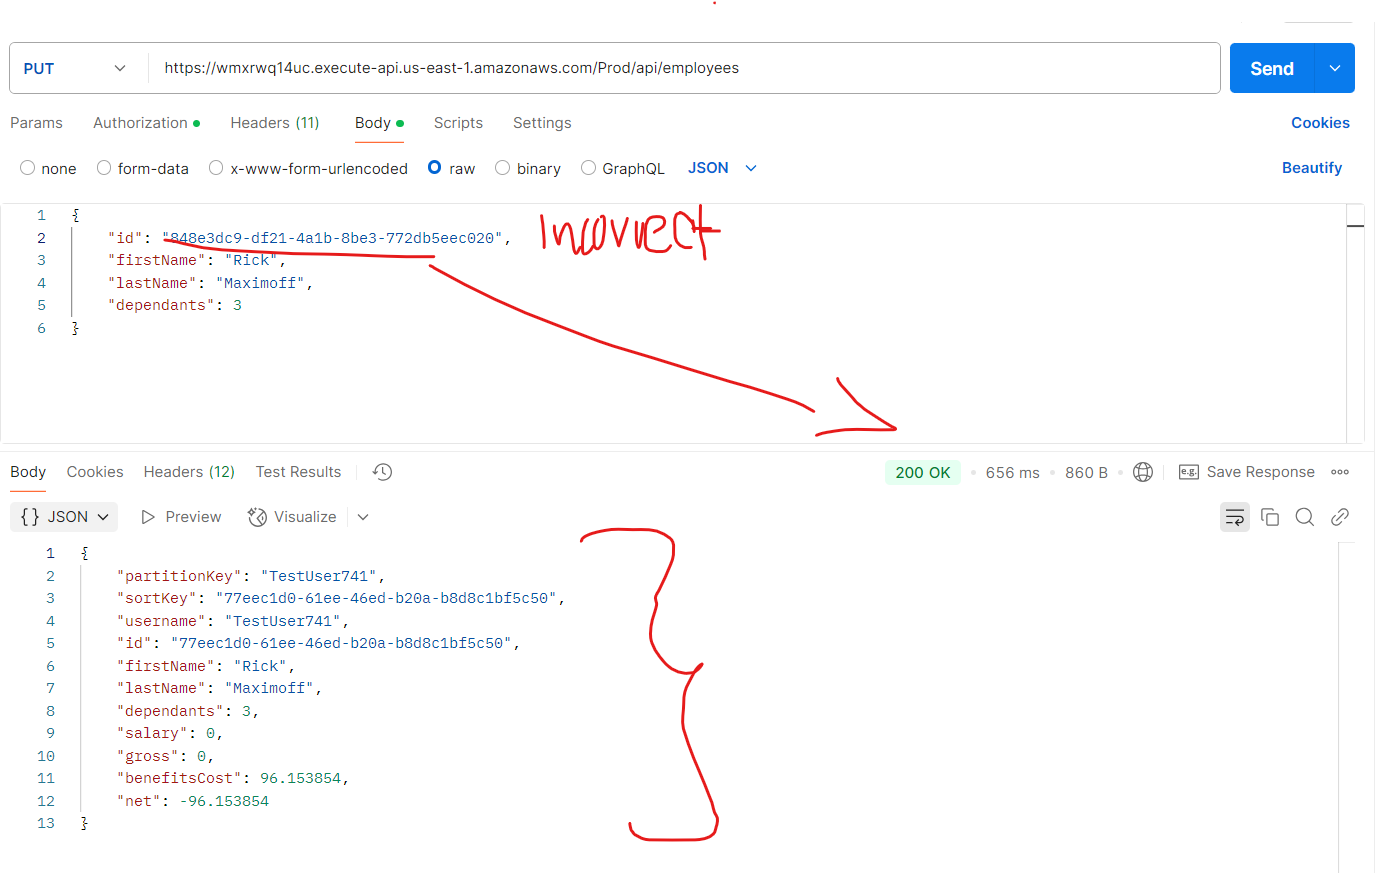 PUT https://wmxrwq14uc.execute-api.us-east-1.amazonaws.com/Prod/api/employees Send
Params Authorization Headers (11) Body Scripts Settings Cookies
none form-data x-www-form-urlencoded raw binary GraphQL JSON Beautify
1 {
2 "id": "848e3dc9-df21-4a1b-8be3-772db5eec020", Incorrect
3 "firstName": "Rick",
4 "lastName": "Maximoff",
5 "dependants": 3
6 }
Body Cookies Headers (12) Test Results 200 OK 656 ms 860 B e.g. Save Response
{} JSON Preview Visualize
1 {
2 "partitionKey": "TestUser741",
3 "sortKey": "77eec1d0-61ee-46ed-b20a-b8d8c1bf5c50",
4 "username": "TestUser741",
5 "id": "77eec1d0-61ee-46ed-b20a-b8d8c1bf5c50",
6 "firstName": "Rick",
7 "lastName": "Maximoff",
8 "dependants": 3,
9 "salary": 0,
10 "gross": 0,
11 "benefitsCost": 96.153854,
12 "net": -96.153854
13 }